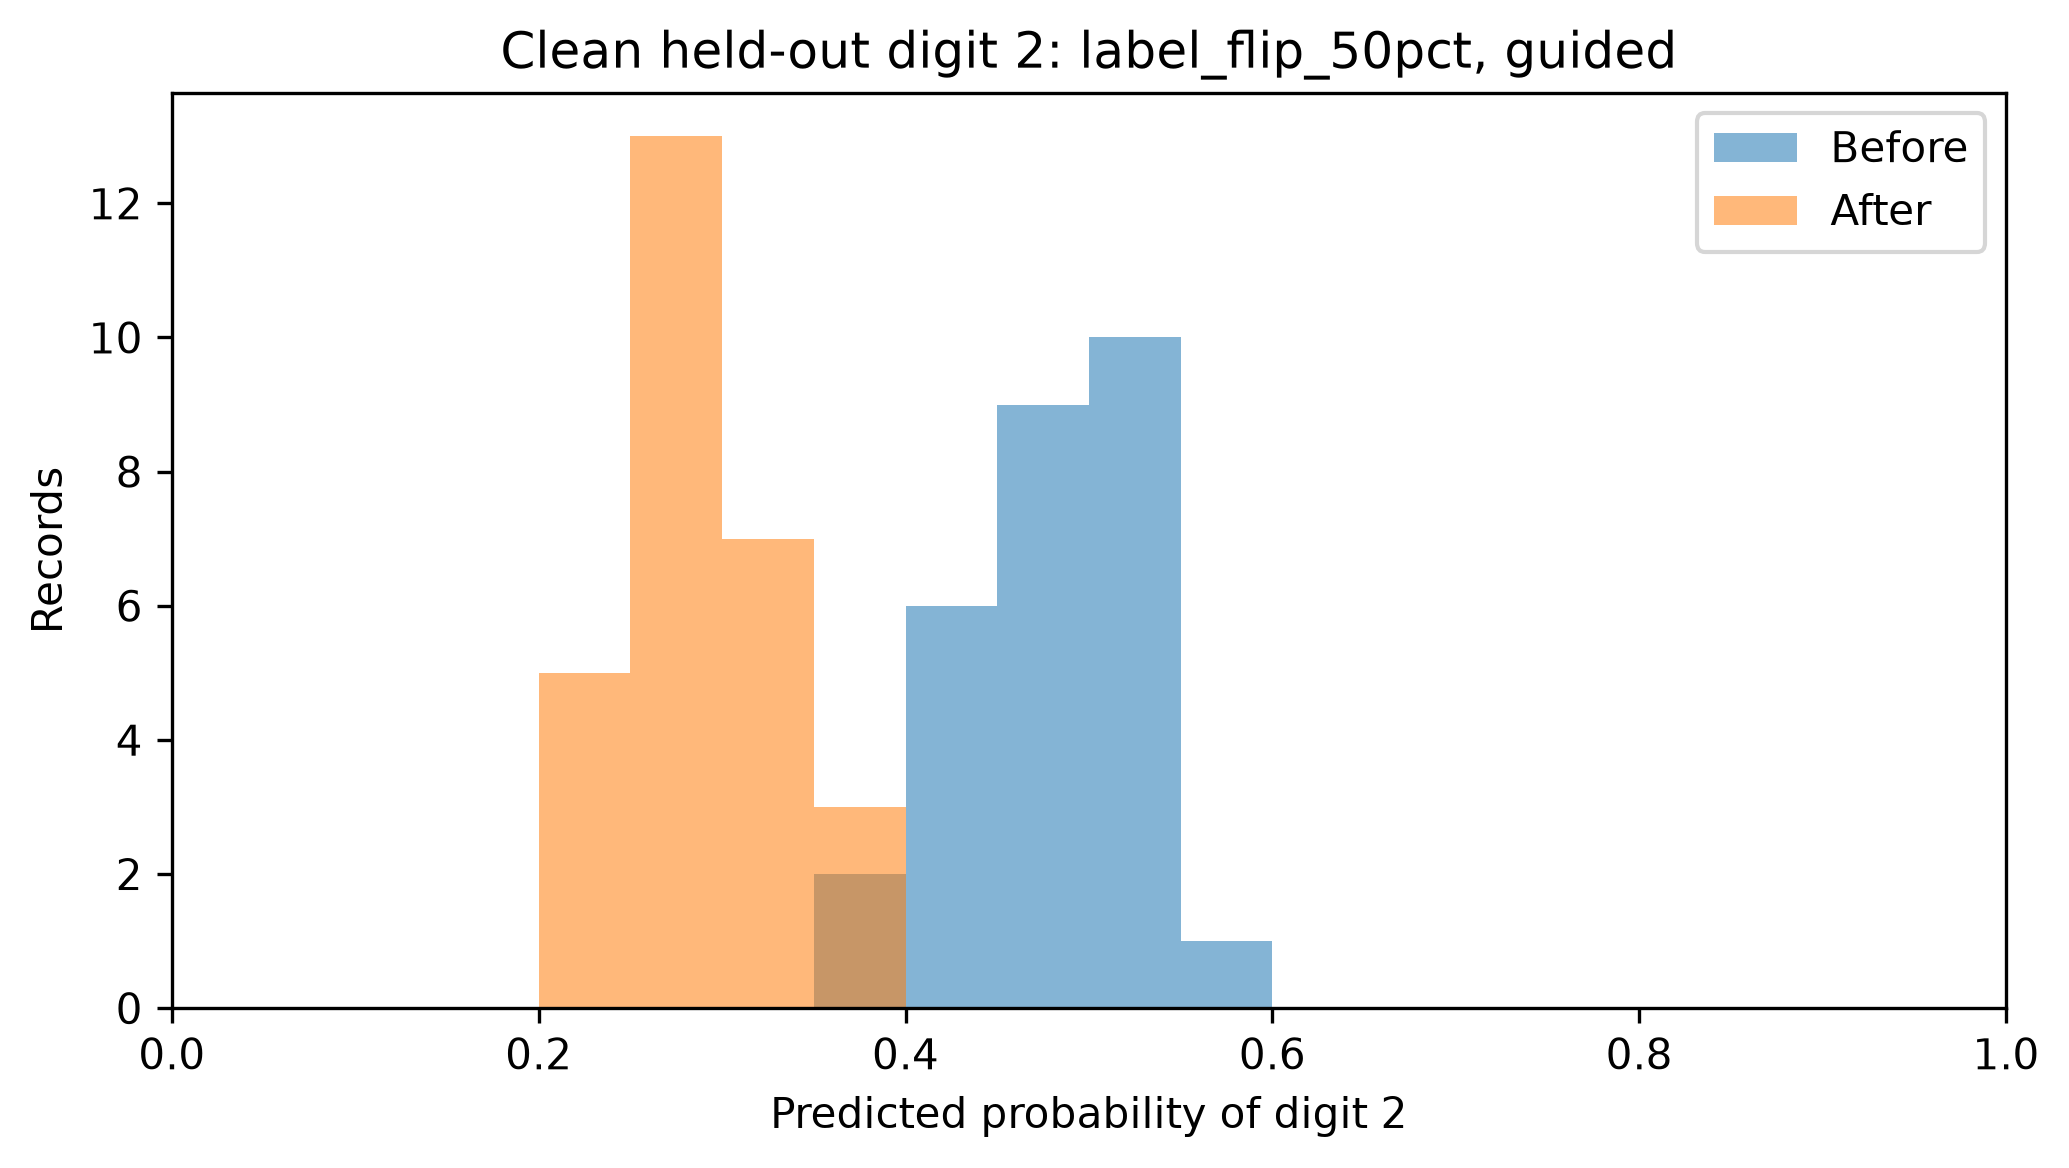 Clean held-out digit 2: label_flip_50pct, guided
Before
After
12
10
8
6
4
2
0
Records
0.0 0.2 0.4 0.6 0.8 1.0
Predicted probability of digit 2